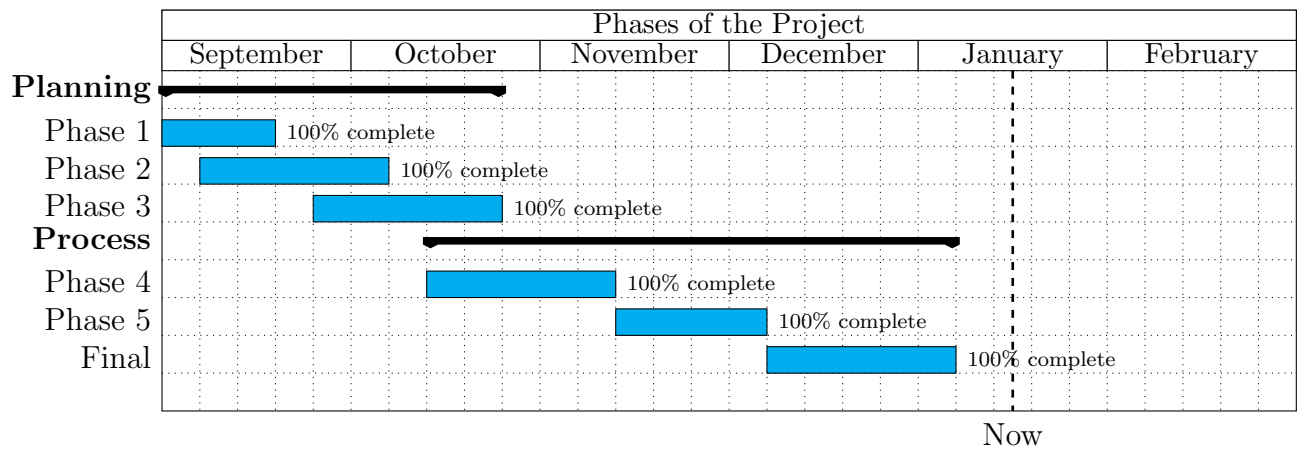 Phases of the Project
September October November December January February
Planning
Phase 1 100% complete
Phase 2 100% complete
Phase 3 100% complete
Process
Phase 4 100% complete
Phase 5 100% complete
Final 100% complete
Now